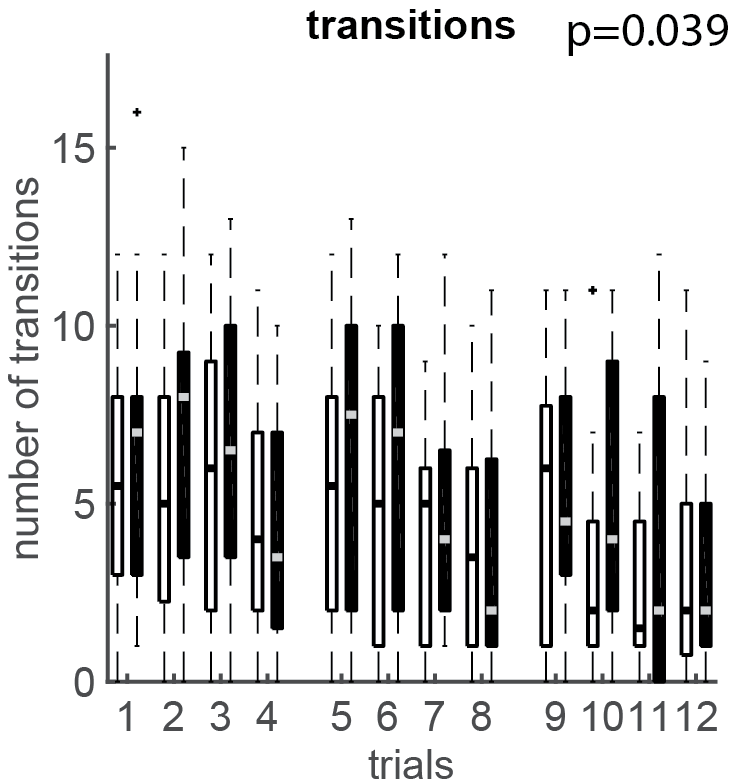 transitions p=0.039
number of transitions
15
10
5
0
1 2 3 4 5 6 7 8 9 10 11 12
trials